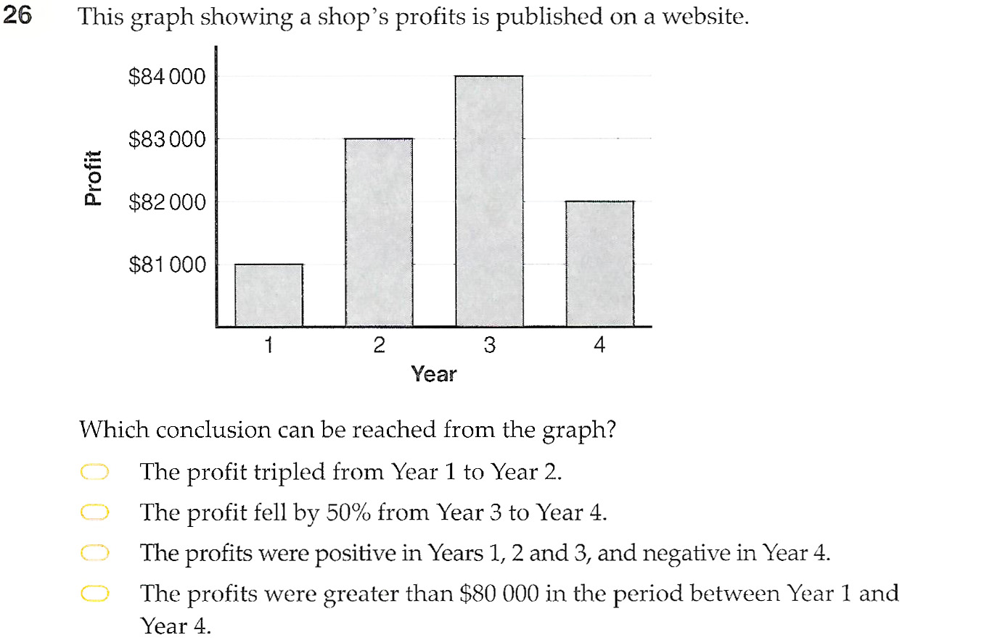 26 This graph showing a shop's profits is published on a website.
$84 000
$83 000
$82 000
$81 000
Profit
1 2 3 4
Year
Which conclusion can be reached from the graph?
The profit tripled from Year 1 to Year 2.
The profit fell by 50% from Year 3 to Year 4.
The profits were positive in Years 1, 2 and 3, and negative in Year 4.
The profits were greater than $80 000 in the period between Year 1 and
Year 4.